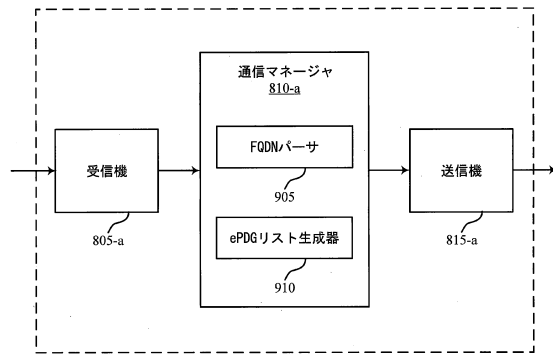 通信マネージャ
810-a
受信機
805-a
FQDNパーサ
905
ePDGリスト生成器
910
送信機
815-a